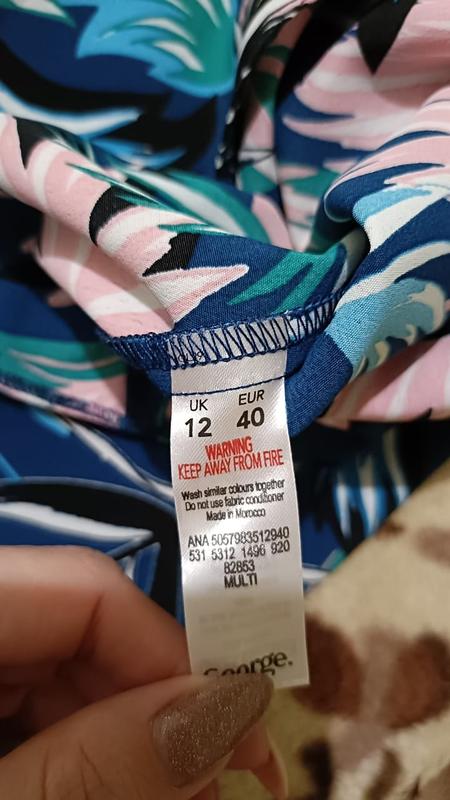 UK EUR
12 40
WARNING
KEEP AWAY FROM FIRE
Wash similar colours together
Do not use fabric conditioner
Made in Morocco
ANA 5057983512940
531 5312 1496 920
82853
MULTI
George.